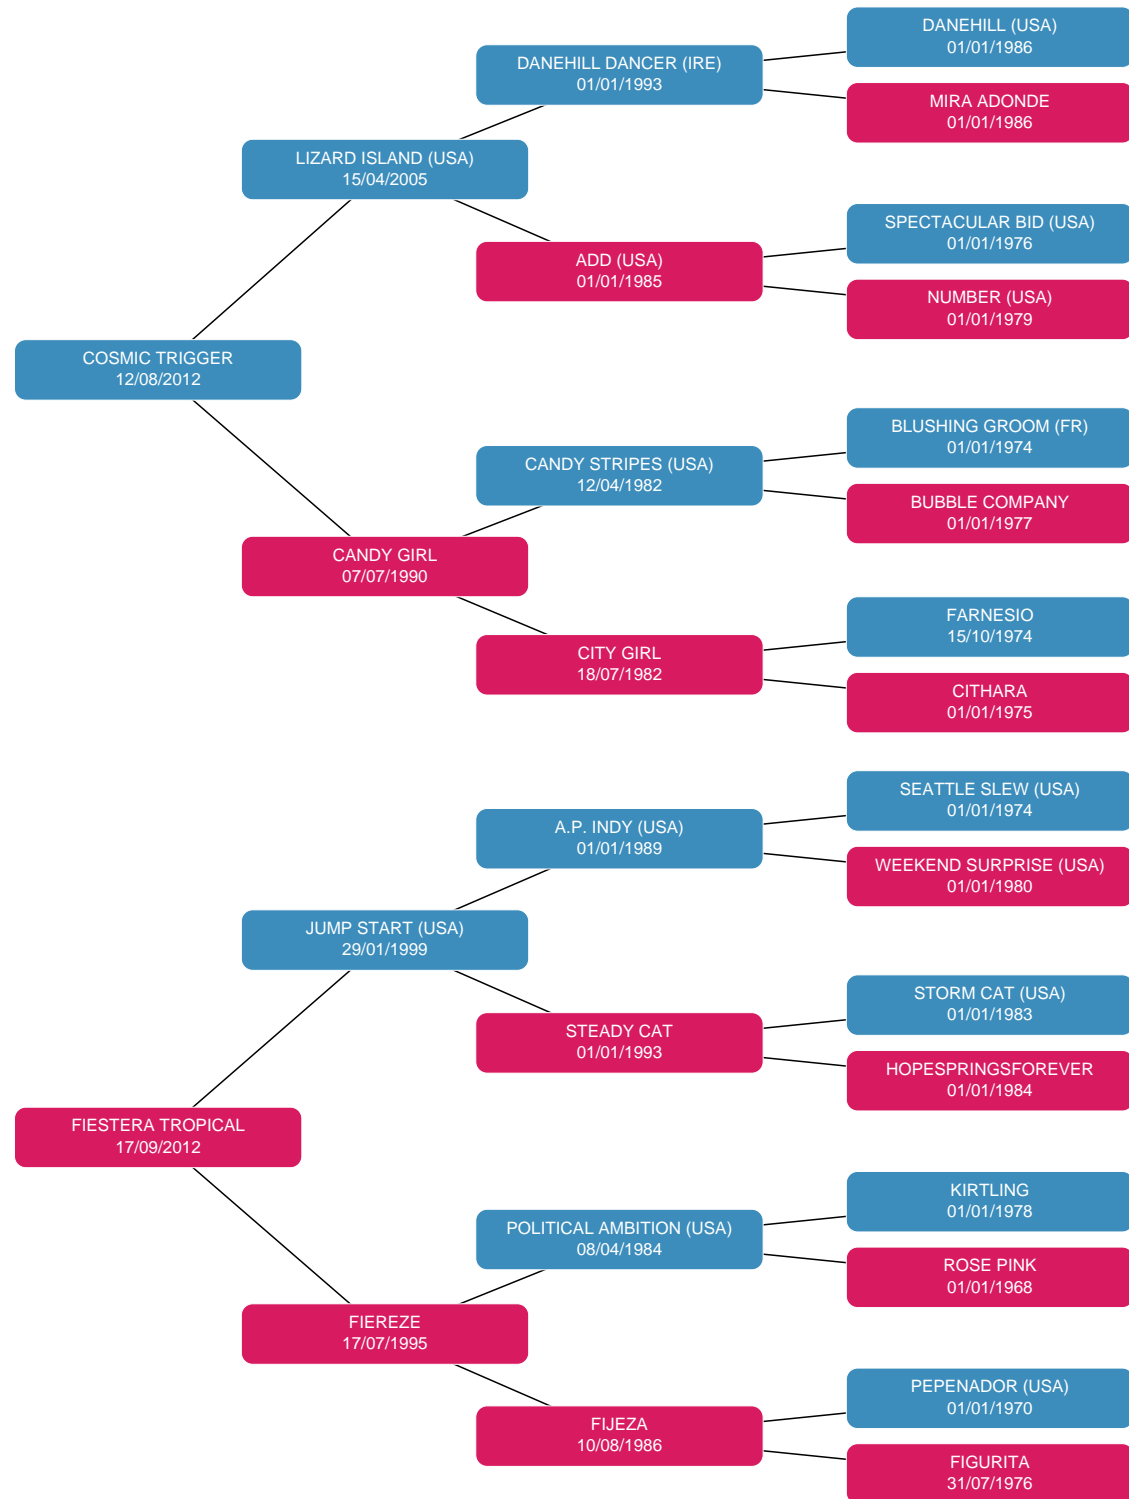 DANEHILL (USA)
01/01/1986
DANEHILL DANCER (IRE)
01/01/1993
MIRA ADONDE
01/01/1986
LIZARD ISLAND (USA)
15/04/2005
SPECTACULAR BID (USA)
01/01/1976
ADD (USA)
01/01/1985
NUMBER (USA)
01/01/1979
COSMIC TRIGGER
12/08/2012
BLUSHING GROOM (FR)
01/01/1974
CANDY STRIPES (USA)
12/04/1982
BUBBLE COMPANY
01/01/1977
CANDY GIRL
07/07/1990
FARNESIO
15/10/1974
CITY GIRL
18/07/1982
CITHARA
01/01/1975
SEATTLE SLEW (USA)
01/01/1974
A.P. INDY (USA)
01/01/1989
WEEKEND SURPRISE (USA)
01/01/1980
JUMP START (USA)
29/01/1999
STORM CAT (USA)
01/01/1983
STEADY CAT
01/01/1993
HOPESPRINGSFOREVER
01/01/1984
FIESTERA TROPICAL
17/09/2012
KIRTLING
01/01/1978
POLITICAL AMBITION (USA)
08/04/1984
ROSE PINK
01/01/1968
FIEREZE
17/07/1995
PEPENADOR (USA)
01/01/1970
FIJEZA
10/08/1986
FIGURITA
31/07/1976